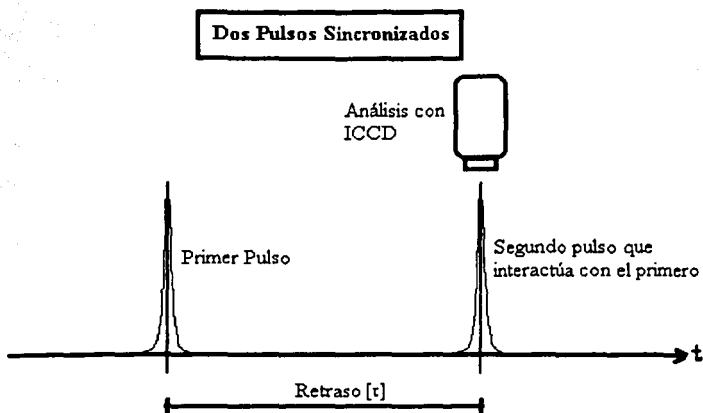 Dos Pulsos Sincronizados
Análisis con
ICCD
Primer Pulso
Segundo pulso que
interactúa con el primero
t
Retraso [τ]